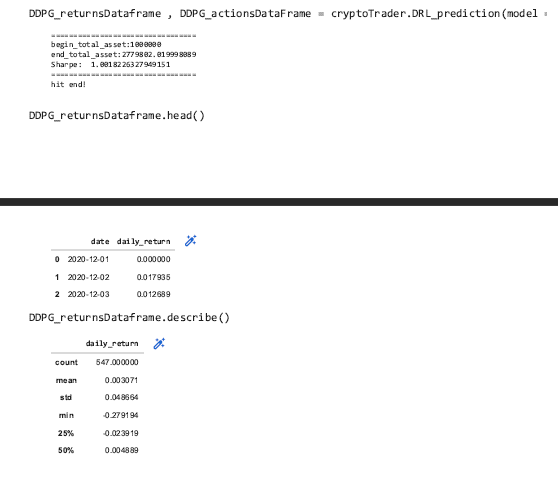 DDPG_returnsDataframe , DDPG_actionsDataFrame = cryptoTrader.DRL_prediction(model =
=================================
begin_total_asset:1000000
end_total_asset:2779802.019998089
Sharpe:  1.0018226327949151
=================================
hit end!
DDPG_returnsDataframe.head()
date daily_return
0 2020-12-01 0.000000
1 2020-12-02 0.017935
2 2020-12-03 0.012689
DDPG_returnsDataframe.describe()
daily_return
count 547.000000
mean 0.003071
std 0.048664
min -0.279194
25% -0.023919
50% 0.004889